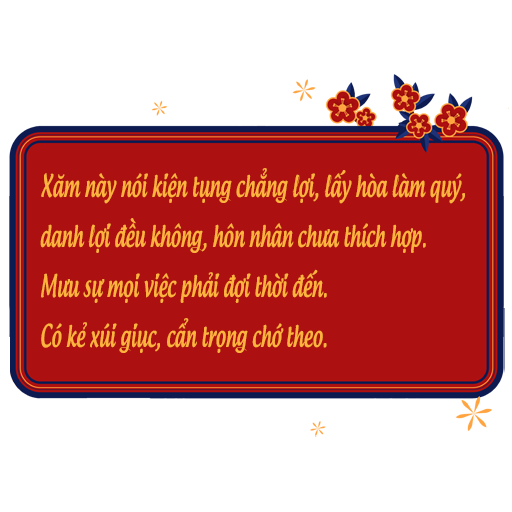 Xăm này nói kiện tụng chẳng lợi, lấy hòa làm quý,
danh lợi đều không, hôn nhân chưa thích hợp.
Mưu sự mọi việc phải đợi thời đến.
Có kẻ xúi giục, cẩn trọng chớ theo.